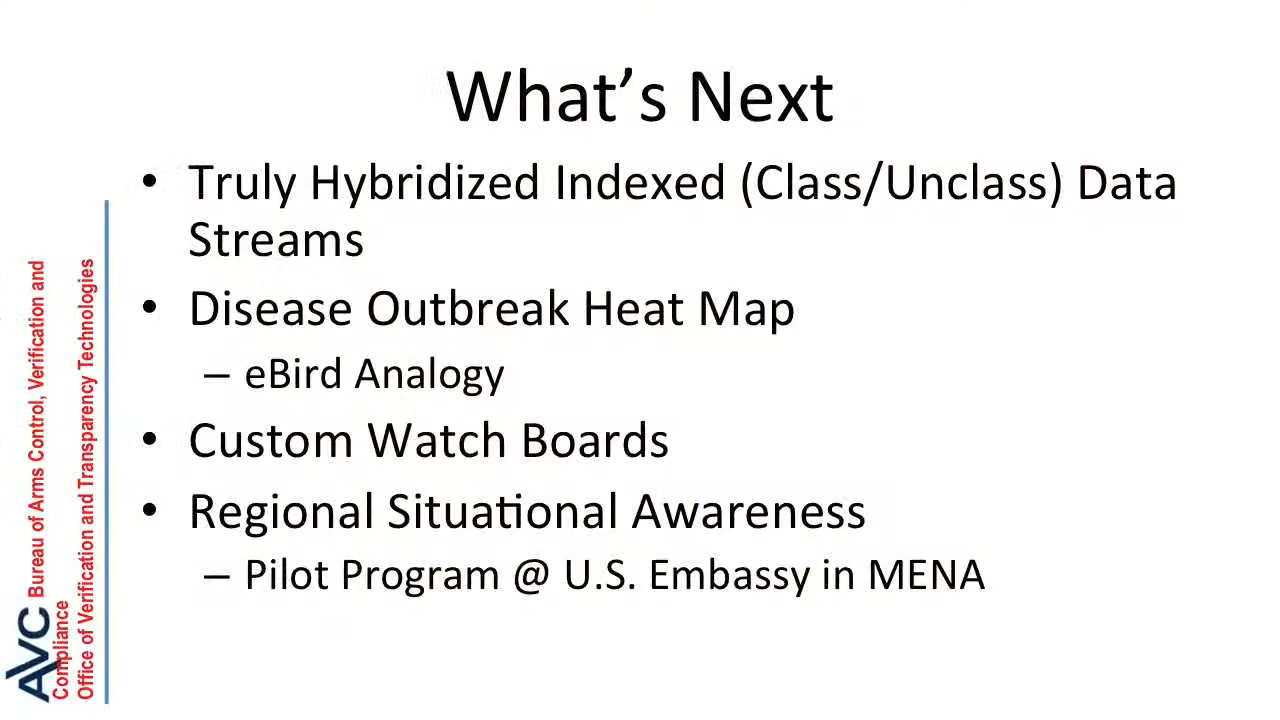 What's Next
• Truly Hybridized Indexed (Class/Unclass) Data
Streams
• Disease Outbreak Heat Map
– eBird Analogy
• Custom Watch Boards
• Regional Situational Awareness
– Pilot Program @ U.S. Embassy in MENA
AVC Bureau of Arms Control, Verification and
Compliance
Office of Verification and Transparency Technologies